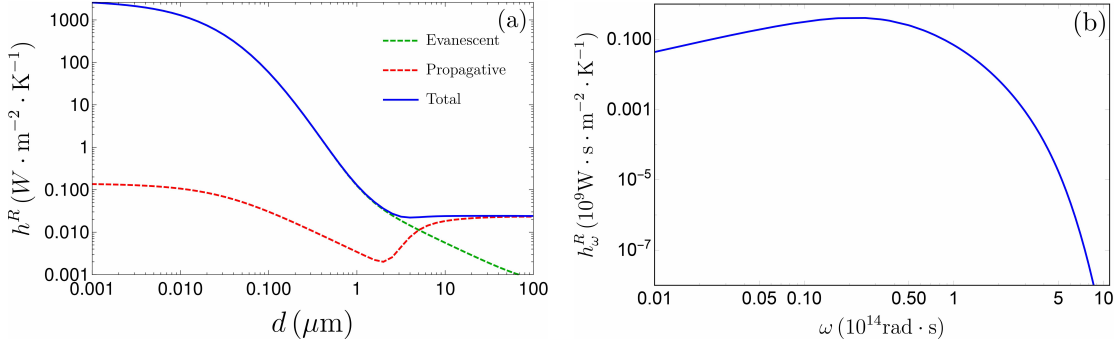 (a)
1000
100
10
1
0.100
0.010
0.001
h^R (W · m^−2 · K^−1)
Evanescent
Propagative
Total
0.001 0.010 0.100 1 10 100
d (μm)
(b)
0.100
0.001
10^-5
10^-7
h^R_ω (10^9 W · s · m^−2 · K^−1)
0.01 0.05 0.10 0.50 1 5 10
ω (10^14 rad · s)